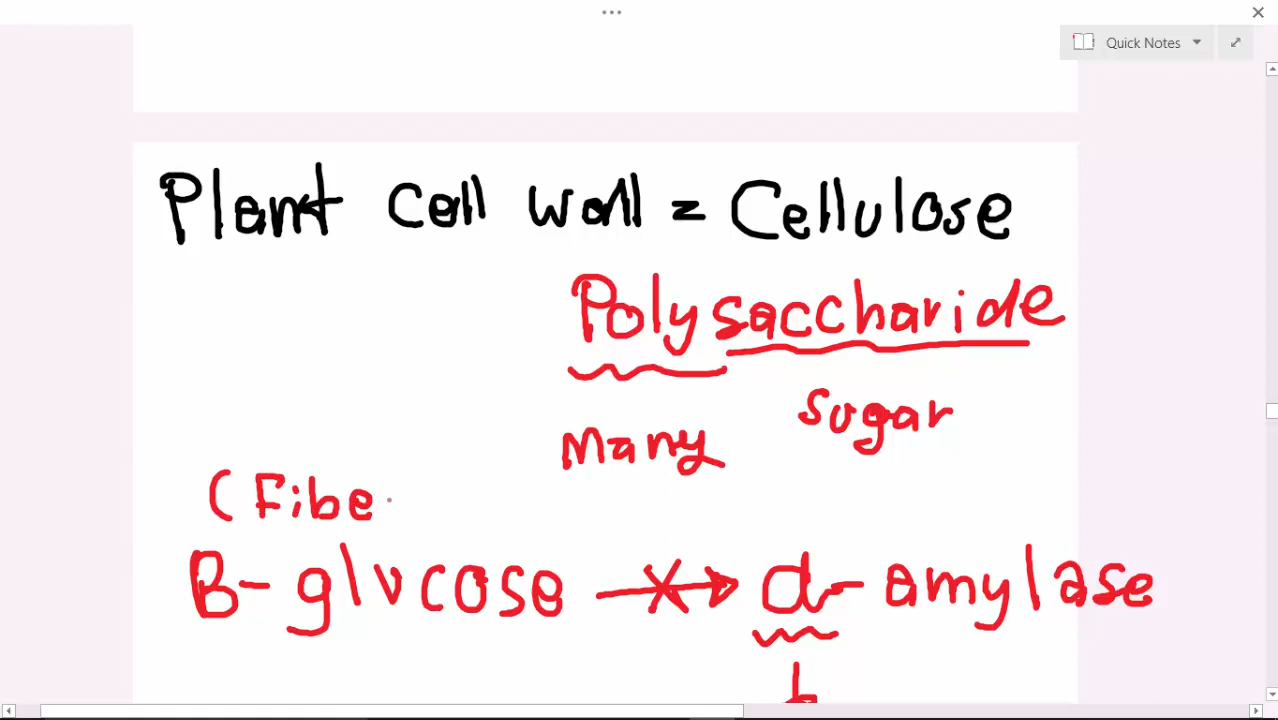 Quick Notes
Plant cell wall = Cellulose
Polysaccharide
Sugar
Many
(Fibe
B-glucose → α-amylase